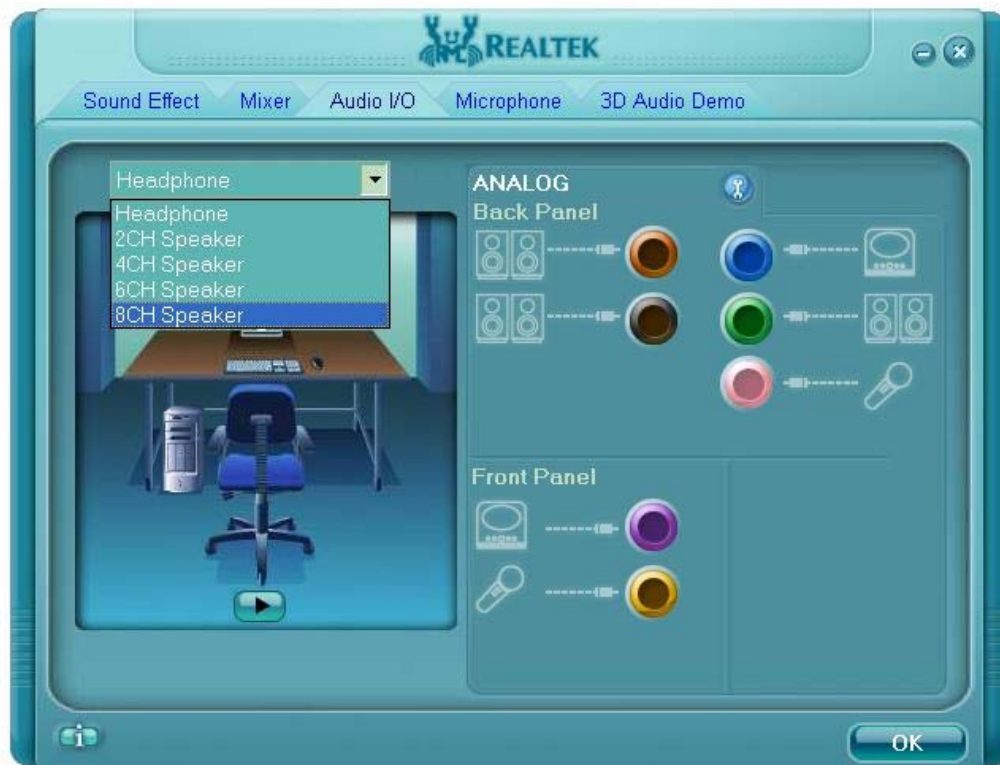 REALTEK
Sound Effect Mixer Audio I/O Microphone 3D Audio Demo
Headphone
Headphone
2CH Speaker
4CH Speaker
6CH Speaker
8CH Speaker
ANALOG
Back Panel
Front Panel
OK